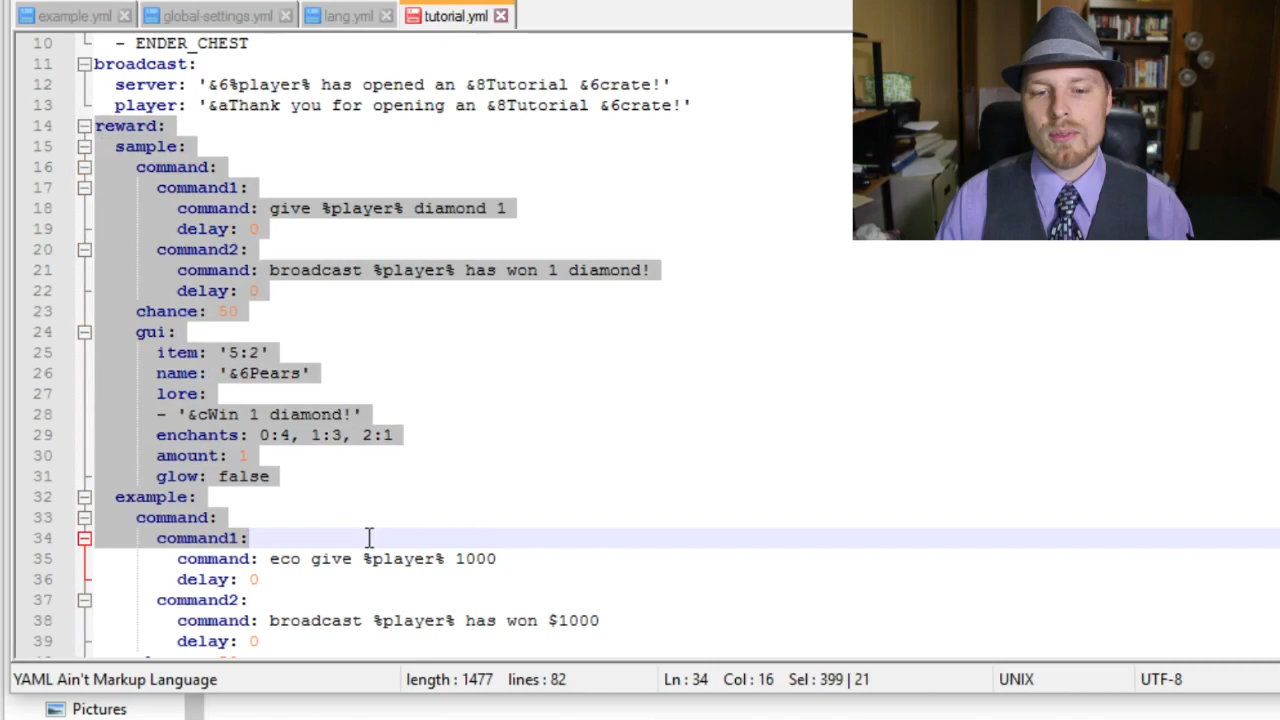 example.yml
global-settings.yml
lang.yml
tutorial.yml
10 - ENDER_CHEST
11 broadcast:
12 server: '&6%player% has opened an &8Tutorial &6crate!'
13 player: '&aThank you for opening an &8Tutorial &6crate!'
14 reward:
15 sample:
16 command:
17 command1:
18 command: give %player% diamond 1
19 delay: 0
20 command2:
21 command: broadcast %player% has won 1 diamond!
22 delay: 0
23 chance: 50
24 gui:
25 item: '5:2'
26 name: '&6Pears'
27 lore:
28 - '&cWin 1 diamond!'
29 enchants: 0:4, 1:3, 2:1
30 amount: 1
31 glow: false
32 example:
33 command:
34 command1:
35 command: eco give %player% 1000
36 delay: 0
37 command2:
38 command: broadcast %player% has won $1000
39 delay: 0
YAML Ain't Markup Language length : 1477 lines : 82 Ln : 34 Col : 16 Sel : 399 | 21 UNIX UTF-8
Pictures